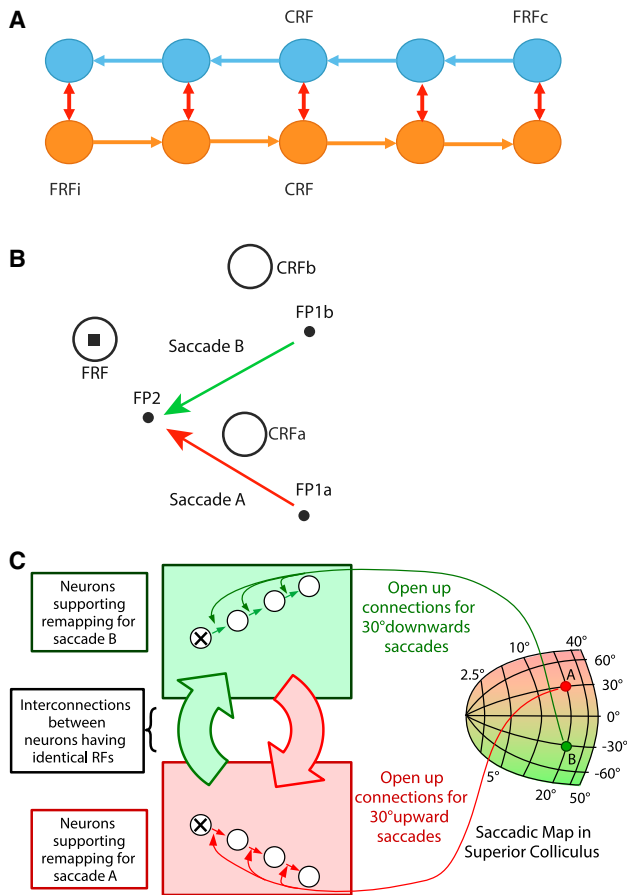 A
CRF
FRFc
FRFi
CRF
B
CRFb
FP1b
Saccade B
FRF
FP2
CRFa
Saccade A
FP1a
C
Neurons
supporting
remapping for
saccade B
Open up
connections for
30°downwards
saccades
Interconnections
between
neurons having
identical RFs
2.5°
10°
40°
60°
30°
0°
-30°
-60°
5°
20°
50°
A
B
Neurons
supporting
remapping for
saccade A
Open up
connections for
30°upward
saccades
Saccadic Map in
Superior Colliculus